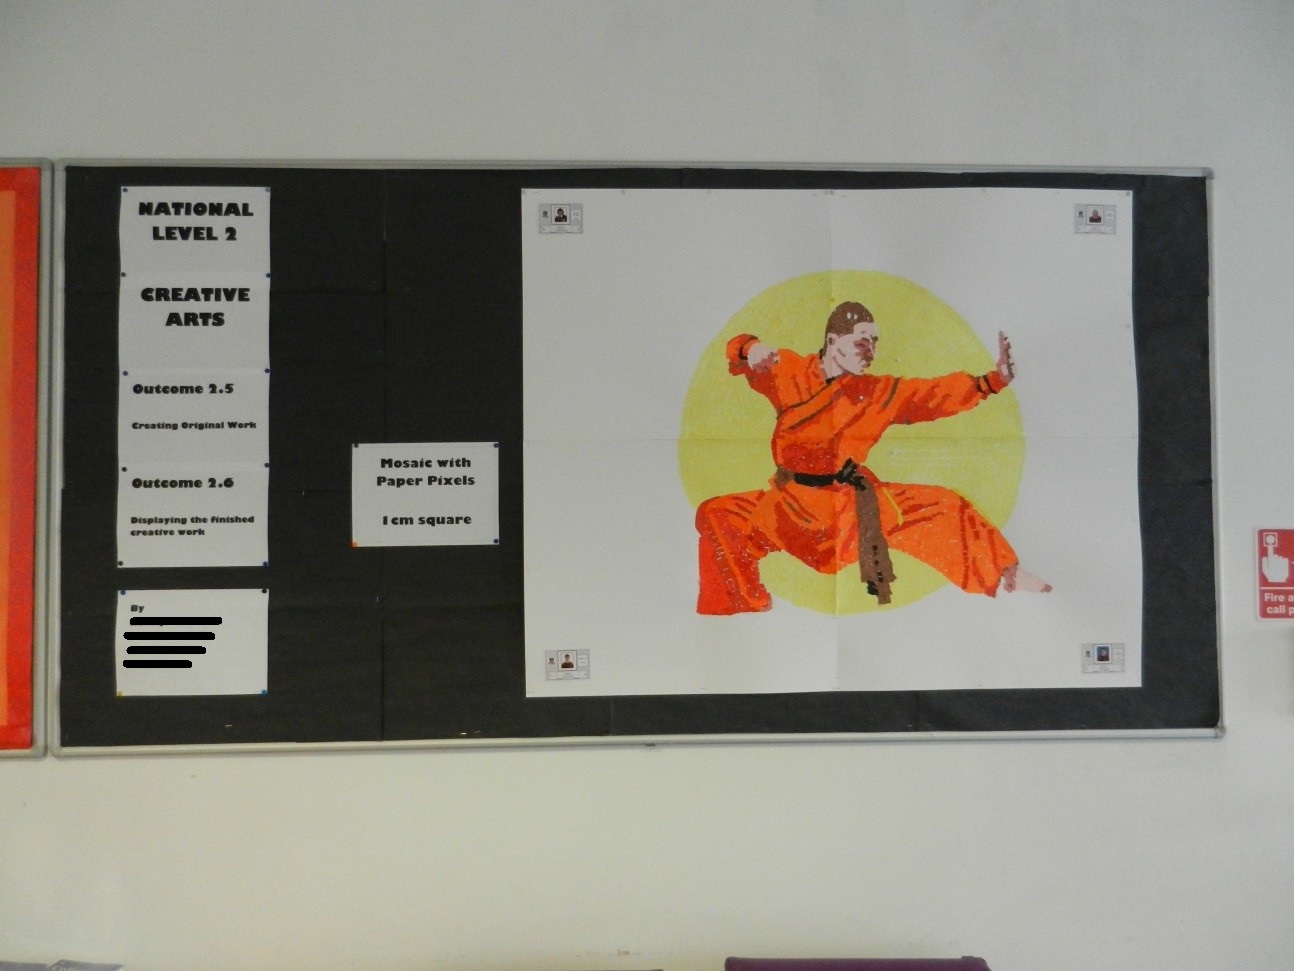 NATIONAL
LEVEL 2
CREATIVE
ARTS
Outcome 2.5
Creating Original Work
Outcome 2.6
Displaying the finished
creative work
By
Mosaic with
Paper Pixels
1cm square
Fire a
call p